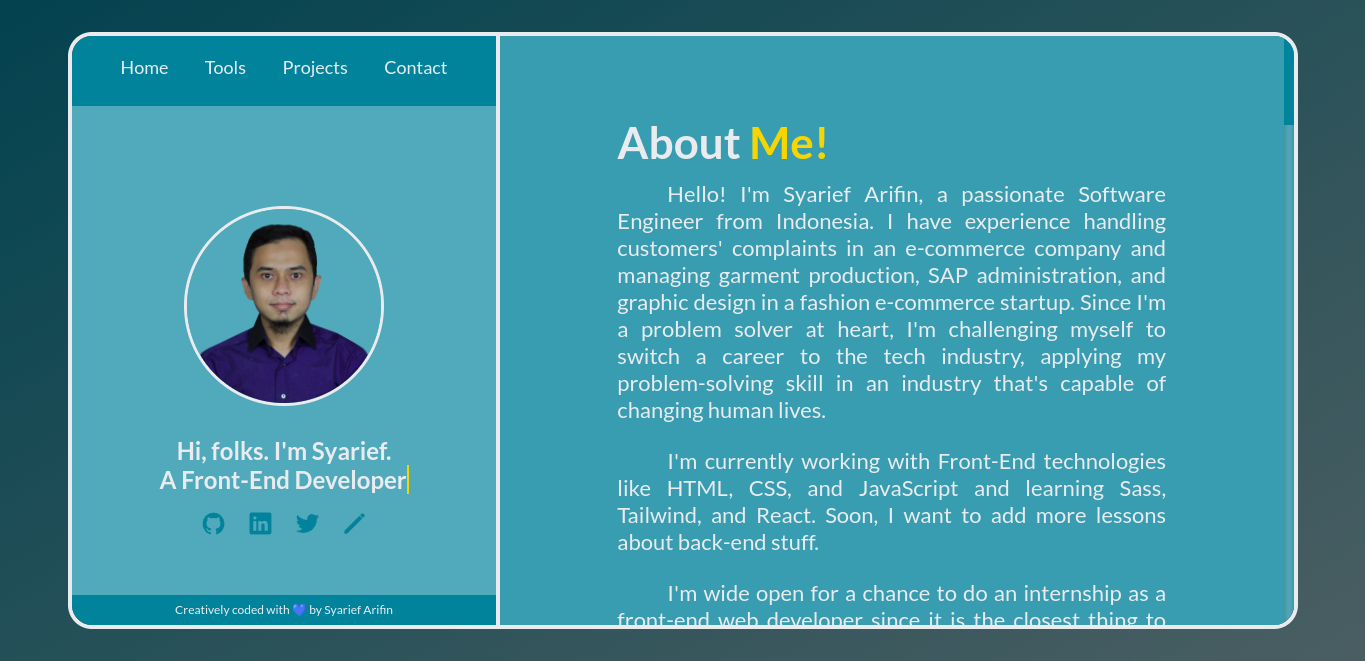 Home Tools Projects Contact
Hi, folks. I'm Syarief.
A Front-End Developer
Creatively coded with 💙 by Syarief Arifin
About Me!
Hello! I'm Syarief Arifin, a passionate Software
Engineer from Indonesia. I have experience handling
customers' complaints in an e-commerce company and
managing garment production, SAP administration, and
graphic design in a fashion e-commerce startup. Since I'm
a problem solver at heart, I'm challenging myself to
switch a career to the tech industry, applying my
problem-solving skill in an industry that's capable of
changing human lives.
I'm currently working with Front-End technologies
like HTML, CSS, and JavaScript and learning Sass,
Tailwind, and React. Soon, I want to add more lessons
about back-end stuff.
I'm wide open for a chance to do an internship as a
front-end web developer since it is the closest thing to